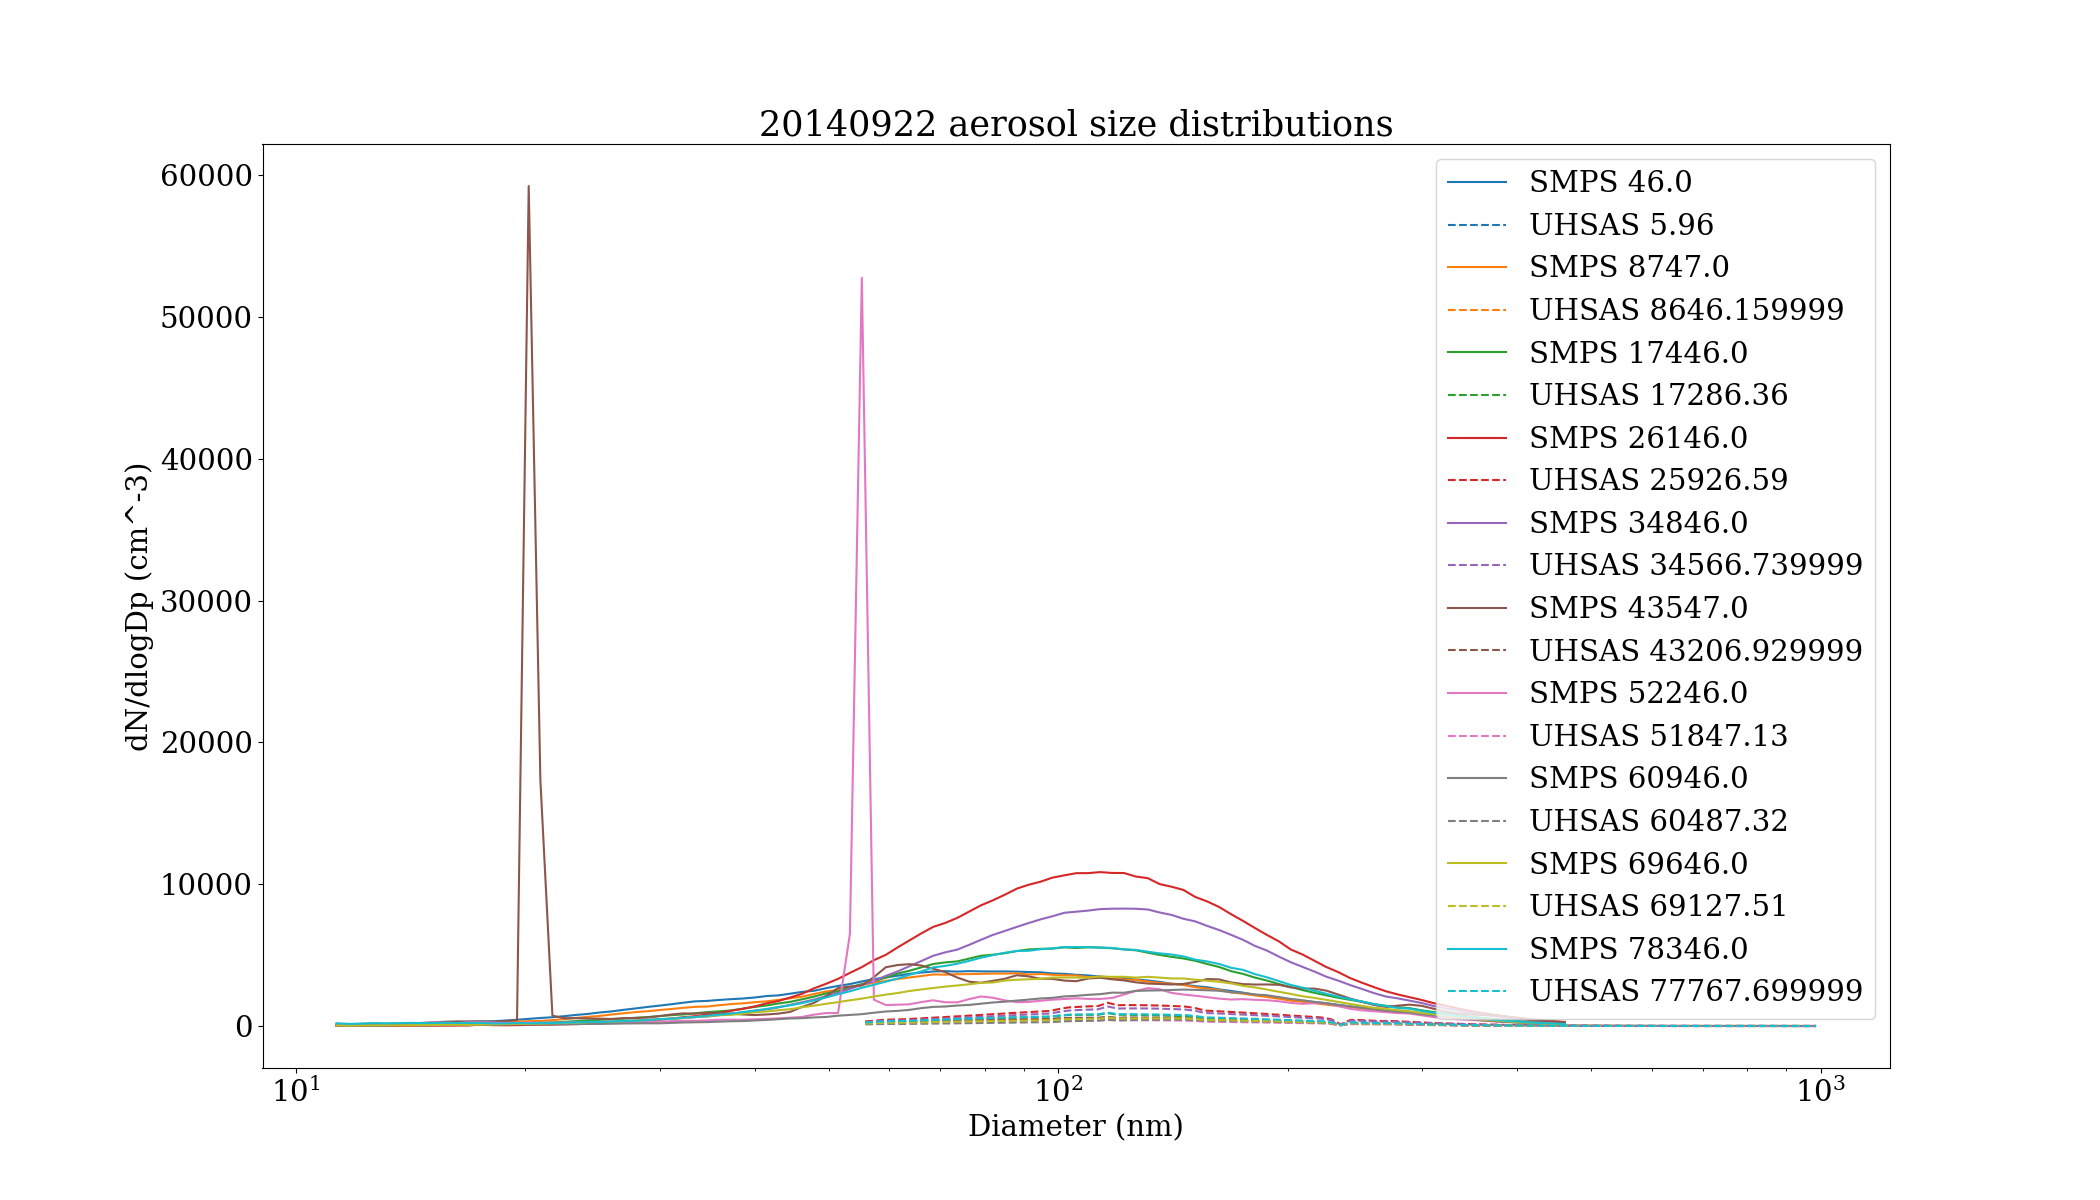 20140922 aerosol size distributions
60000
50000
40000
30000
20000
10000
0
dN/dlogDp (cm^-3)
10^1
10^2
10^3
Diameter (nm)
SMPS 46.0
UHSAS 5.96
SMPS 8747.0
UHSAS 8646.159999
SMPS 17446.0
UHSAS 17286.36
SMPS 26146.0
UHSAS 25926.59
SMPS 34846.0
UHSAS 34566.739999
SMPS 43547.0
UHSAS 43206.929999
SMPS 52246.0
UHSAS 51847.13
SMPS 60946.0
UHSAS 60487.32
SMPS 69646.0
UHSAS 69127.51
SMPS 78346.0
UHSAS 77767.699999